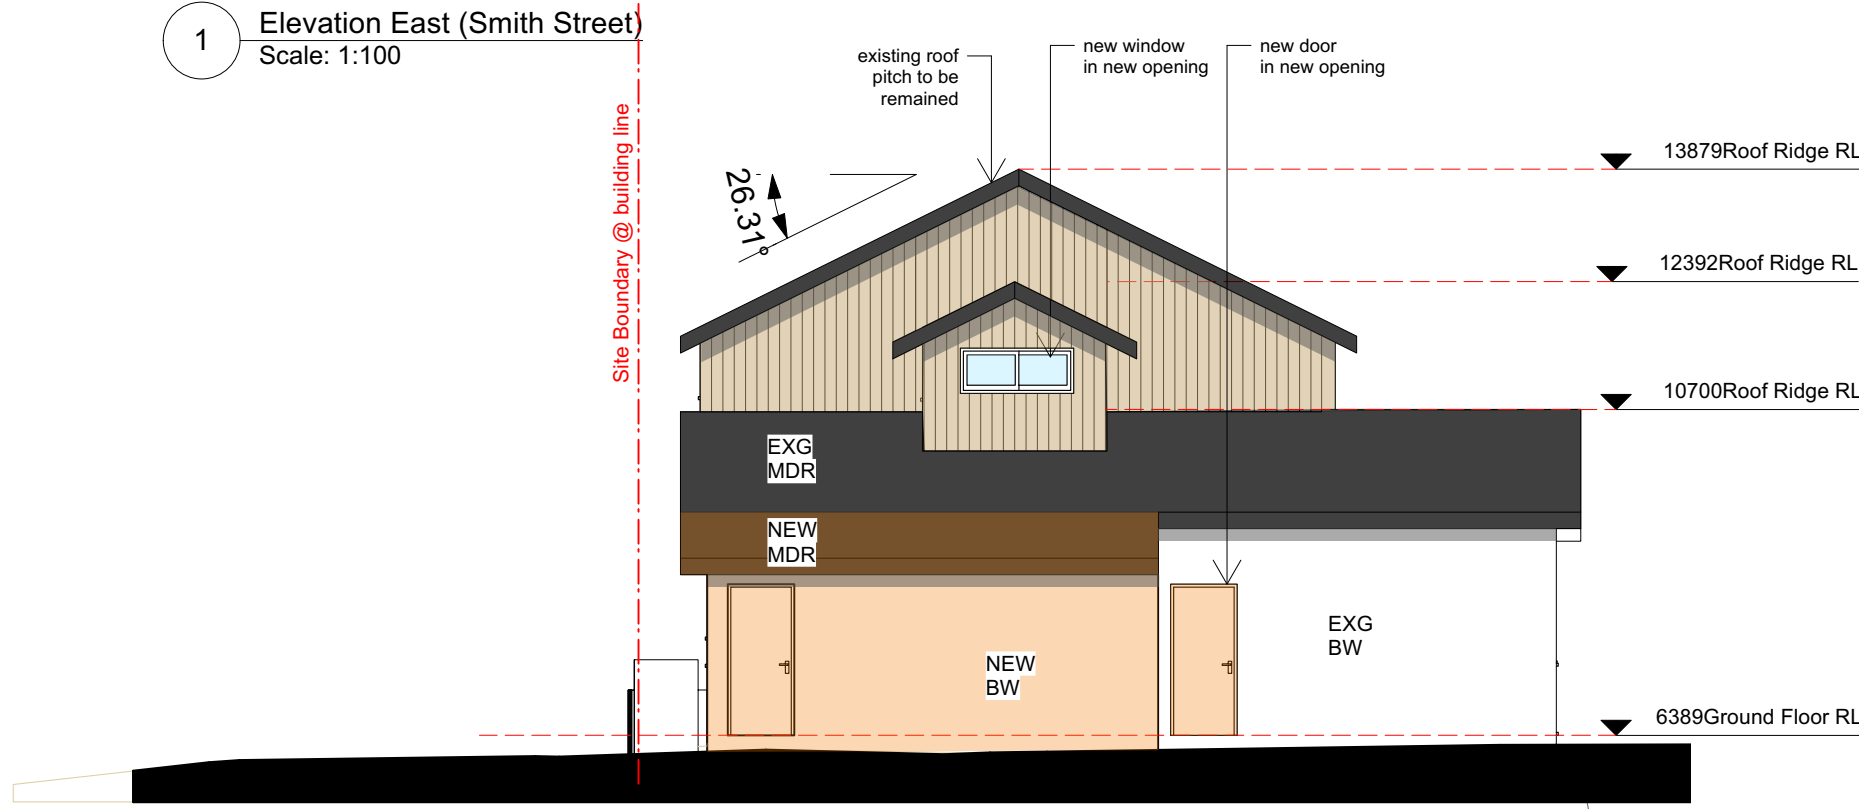 1
Elevation East (Smith Street)
Scale: 1:100
existing roof
pitch to be
remained
new window
in new opening
new door
in new opening
Site Boundary @ building line
26.31°
13879Roof Ridge RL
12392Roof Ridge RL
10700Roof Ridge RL
EXG
MDR
NEW
MDR
EXG
BW
NEW
BW
6389Ground Floor RL